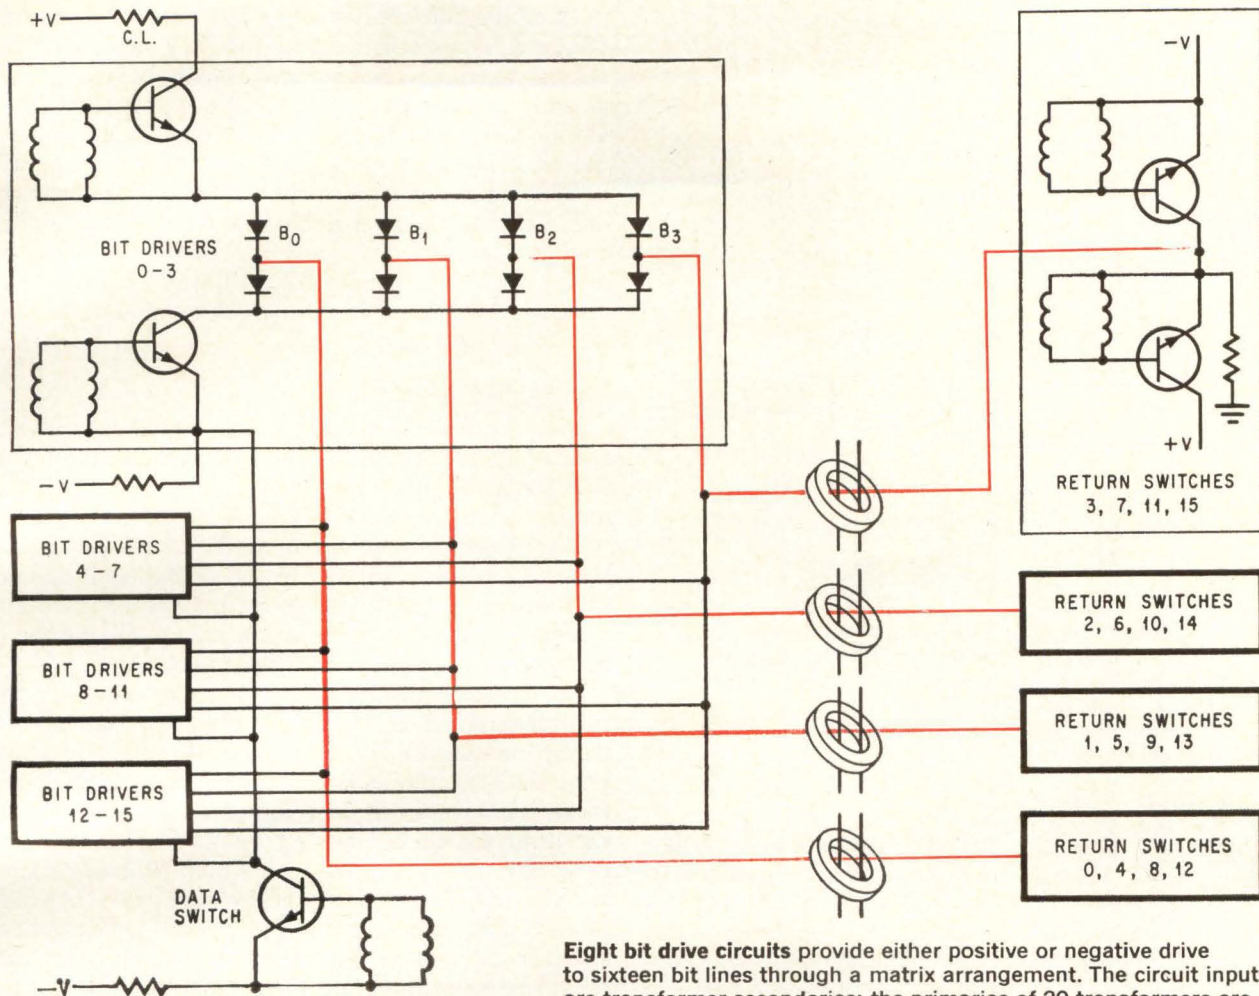 +V
C.L.
BIT DRIVERS
0-3
B0
B1
B2
B3
-V
BIT DRIVERS
4-7
BIT DRIVERS
8-11
BIT DRIVERS
12-15
DATA
SWITCH
-V
-V
+V
RETURN SWITCHES
3, 7, 11, 15
RETURN SWITCHES
2, 6, 10, 14
RETURN SWITCHES
1, 5, 9, 13
RETURN SWITCHES
0, 4, 8, 12
Eight bit drive circuits provide either positive or negative drive
to sixteen bit lines through a matrix arrangement. The circuit input